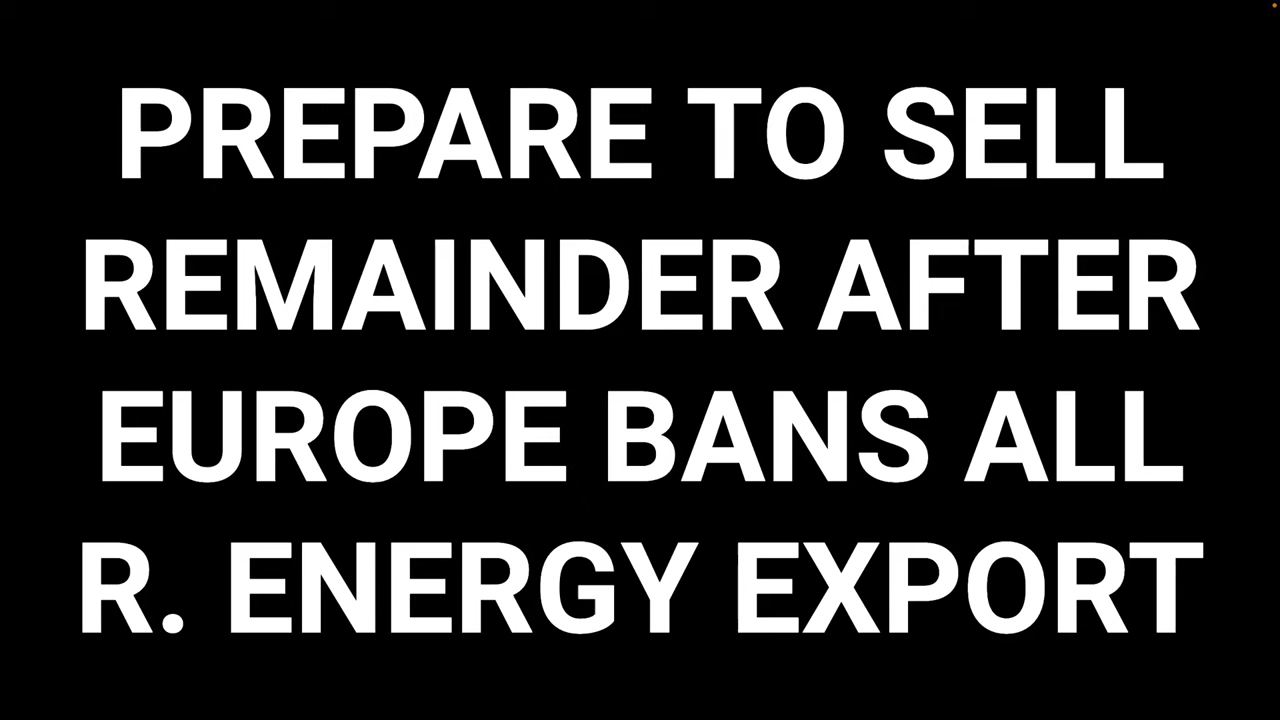 PREPARE TO SELL
REMAINDER AFTER
EUROPE BANS ALL
R. ENERGY EXPORT